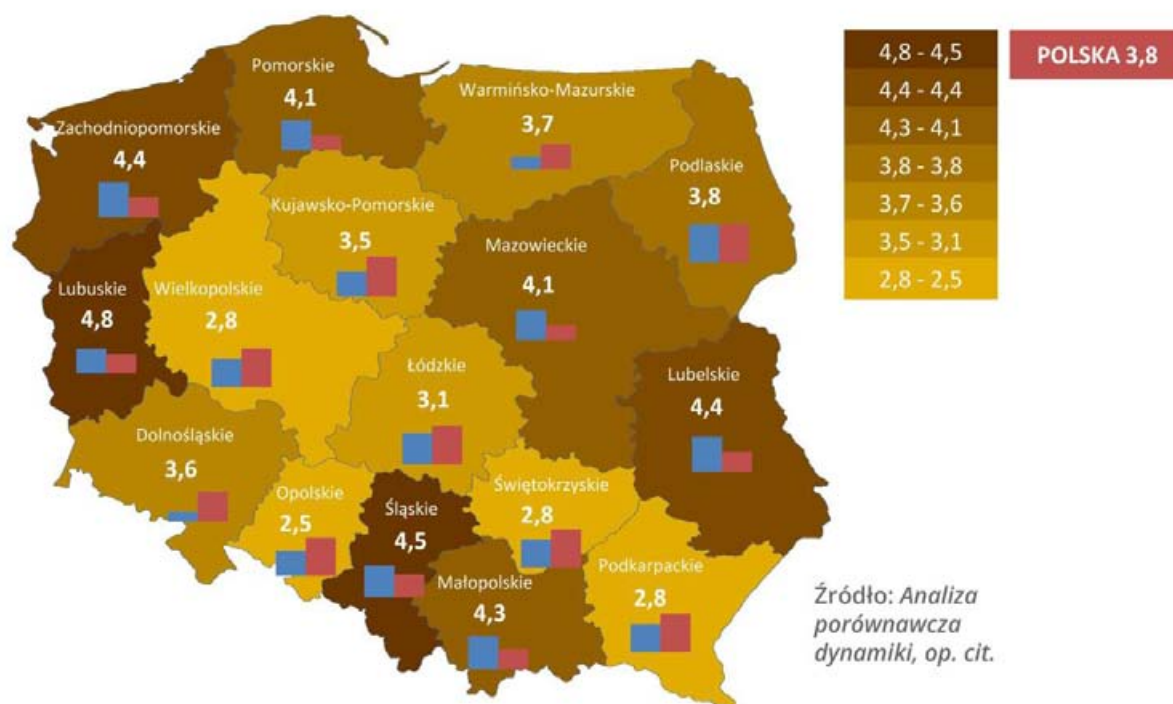 Pomorskie
4,1
Warmińsko-Mazurskie
3,7
Zachodniopomorskie
4,4
Podlaskie
3,8
Kujawsko-Pomorskie
3,5
Mazowieckie
4,1
Lubuskie
4,8
Wielkopolskie
2,8
Łódzkie
3,1
Lubelskie
4,4
Dolnośląskie
3,6
Opolskie
2,5
Śląskie
4,5
Świętokrzyskie
2,8
Małopolskie
4,3
Podkarpackie
2,8
4,8 - 4,5
4,4 - 4,4
4,3 - 4,1
3,8 - 3,8
3,7 - 3,6
3,5 - 3,1
2,8 - 2,5
POLSKA 3,8
Źródło: Analiza
porównawcza
dynamiki, op. cit.